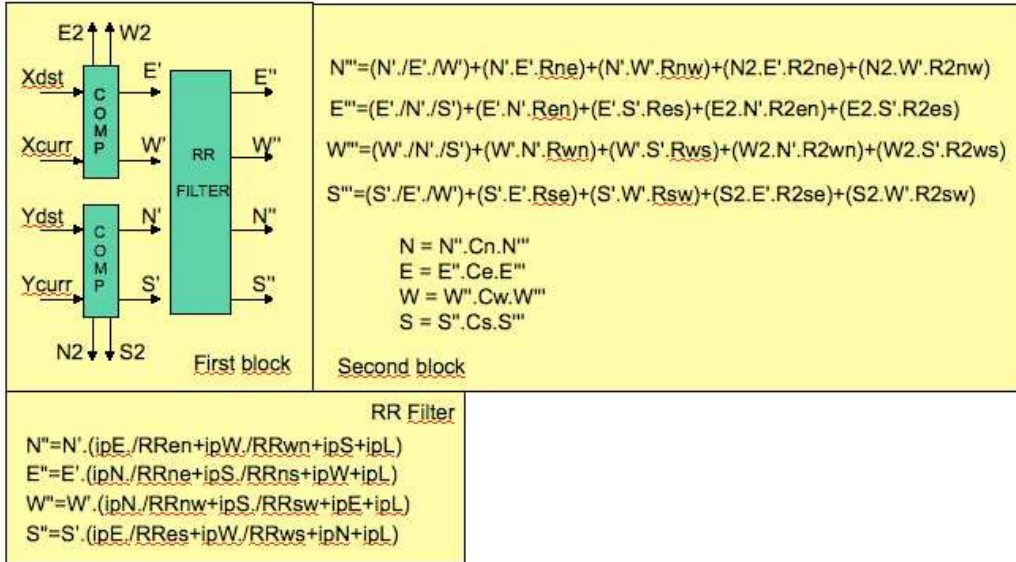 E2 W2
Xdst E' E"
COMP
Xcurr W' W"
RR
FILTER
Ydst N' N"
COMP
Ycurr S' S"
N2 S2
First block
N'''=(N'./E'./W')+(N'.E'.Rne)+(N'.W'.Rnw)+(N2.E'.R2ne)+(N2.W'.R2nw)
E'''=(E'./N'./S')+(E'.N'.Ren)+(E'.S'.Res)+(E2.N'.R2en)+(E2.S'.R2es)
W'''=(W'./N'./S')+(W'.N'.Rwn)+(W'.S'.Rws)+(W2.N'.R2wn)+(W2.S'.R2ws)
S'''=(S'./E'./W')+(S'.E'.Rse)+(S'.W'.Rsw)+(S2.E'.R2se)+(S2.W'.R2sw)
N = N".Cn.N'''
E = E".Ce.E'''
W = W".Cw.W'''
S = S".Cs.S'''
Second block
RR Filter
N"=N'.(ipE./RRen+ipW./RRwn+ipS+ipL)
E"=E'.(ipN./RRne+ipS./RRns+ipW+ipL)
W"=W'.(ipN./RRnw+ipS./RRsw+ipE+ipL)
S"=S'.(ipE./RRes+ipW./RRws+ipN+ipL)